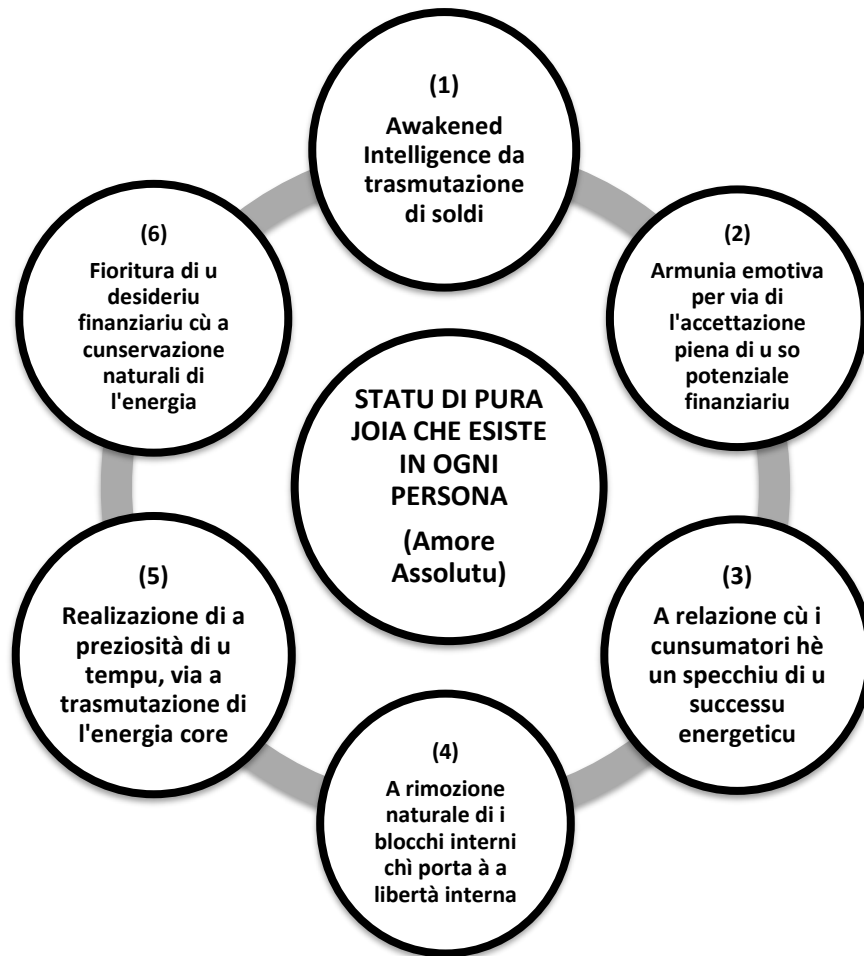 (1)
Awakened
Intelligence da
trasmutazione
di soldi
(2)
Armunia emotiva
per via di
l'accettazione
piena di u so
potenziale
finanziariu
(3)
A relazione cù i
cunsumatori hè
un specchiu di u
successu
energeticu
(4)
A rimozione
naturale di i
blocchi interni
chì porta à a
libertà interna
(5)
Realizazione di a
preziosità di u
tempu, via a
trasmutazione di
l'energia core
(6)
Fioritura di u
desideriu
finanziariu cù a
cunservazione
naturali di
l'energia
STATU DI PURA
JOIA CHE ESISTE
IN OGNI
PERSONA
(Amore
Assolutu)